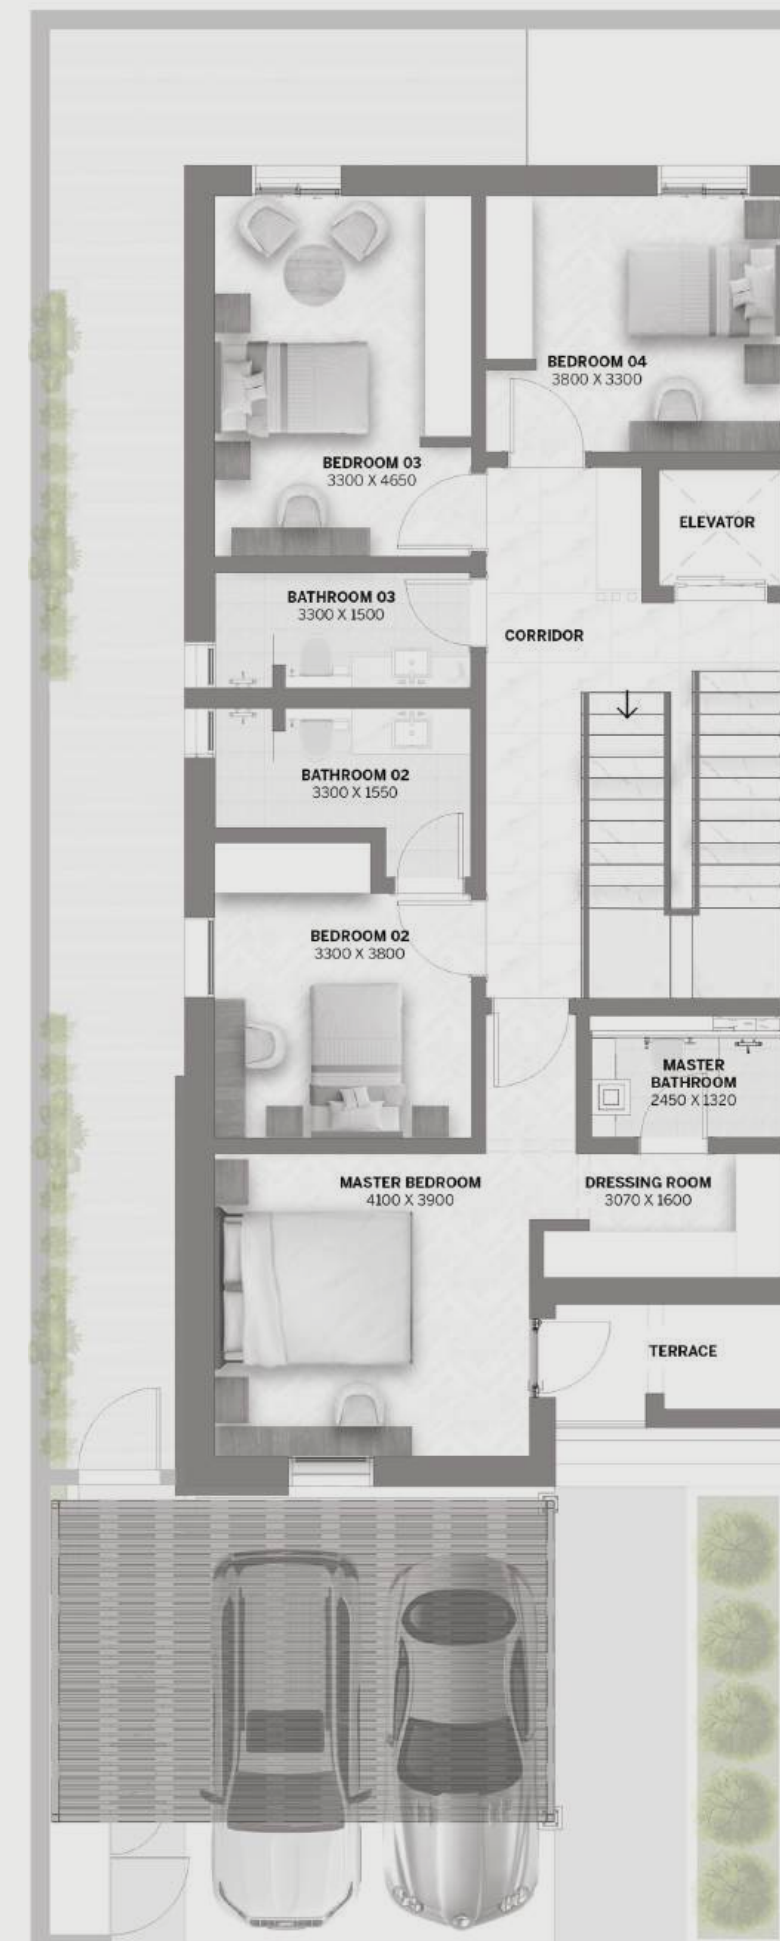 BEDROOM 04
3800 X 3300
BEDROOM 03
3300 X 4650
ELEVATOR
BATHROOM 03
3300 X 1500
CORRIDOR
BATHROOM 02
3300 X 1550
BEDROOM 02
3300 X 3800
MASTER
BATHROOM
2450 X 1320
MASTER BEDROOM
4100 X 3900
DRESSING ROOM
3070 X 1600
TERRACE